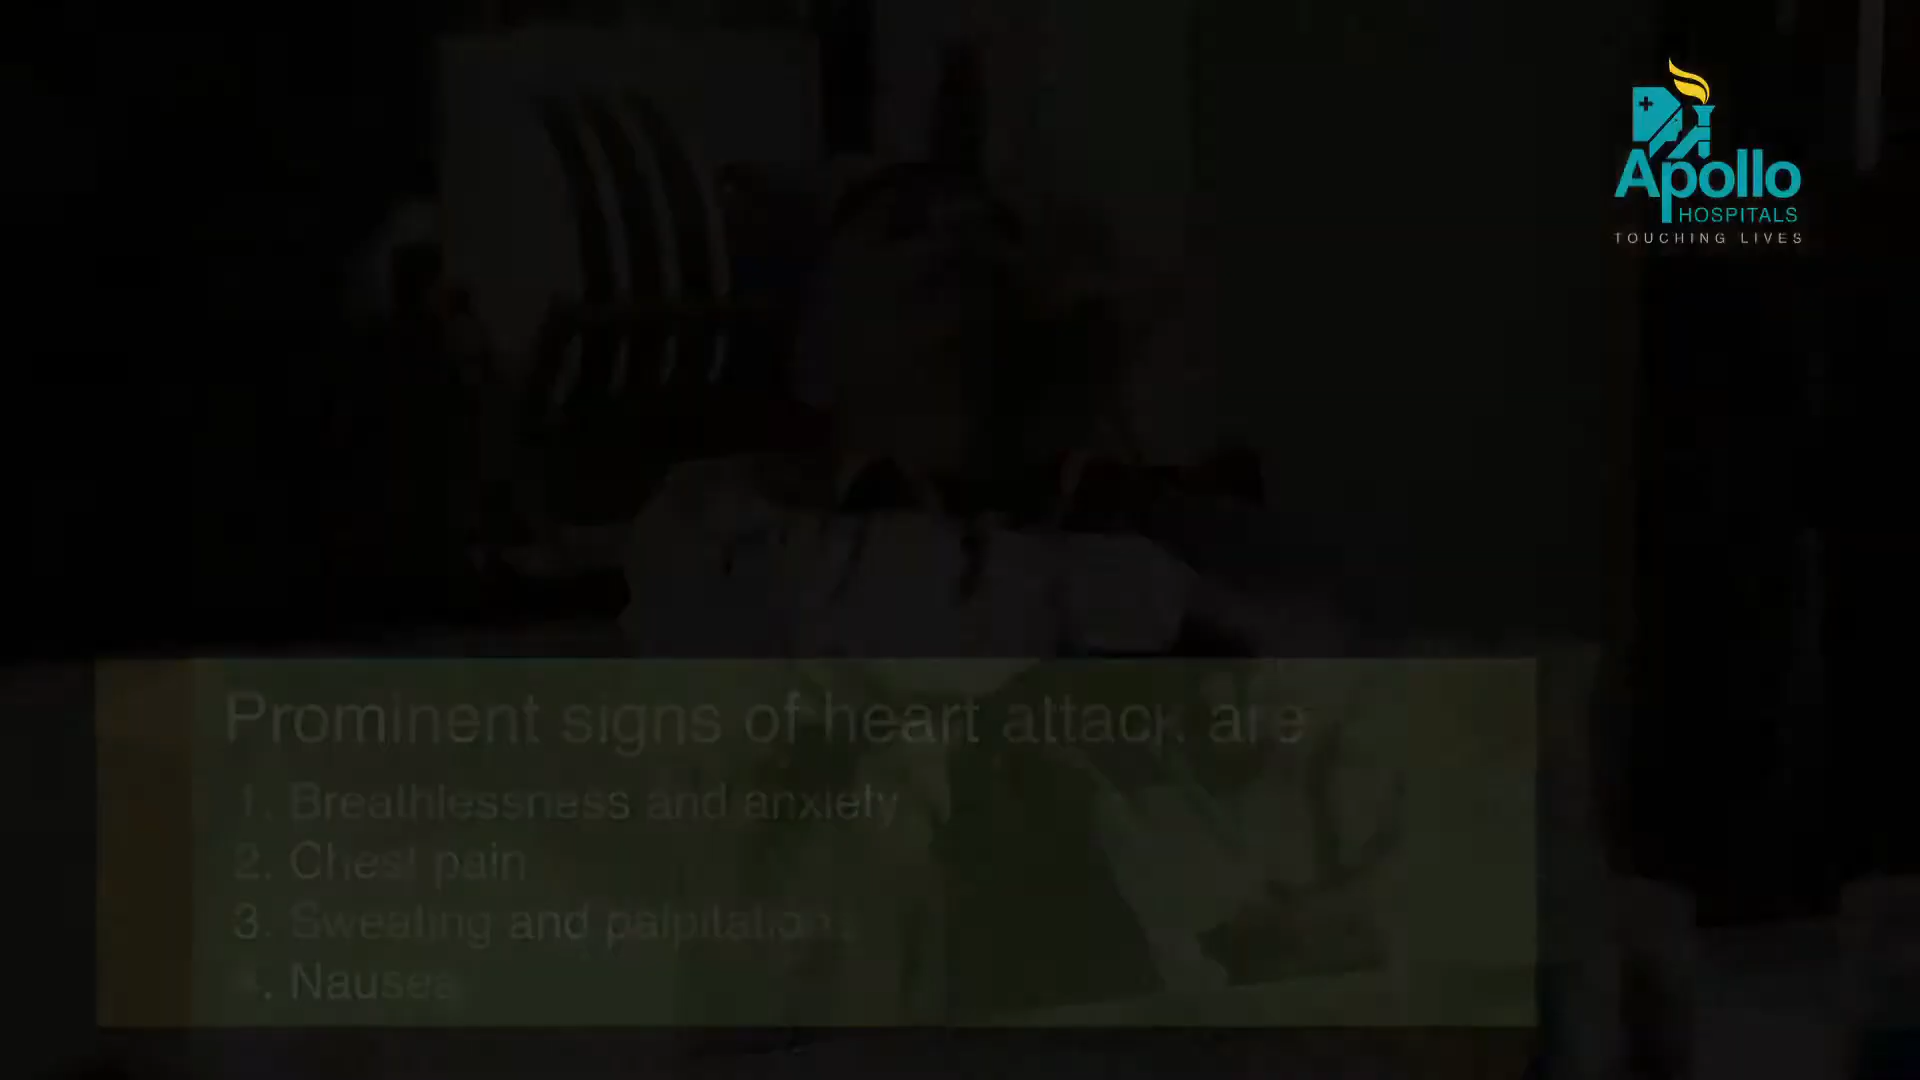 Apollo
HOSPITALS
TOUCHING LIVES
Prominent signs of heart attack are
1. Breathlessness and anxiety
2. Chest pain
3. Sweating and palpitations
4. Nausea